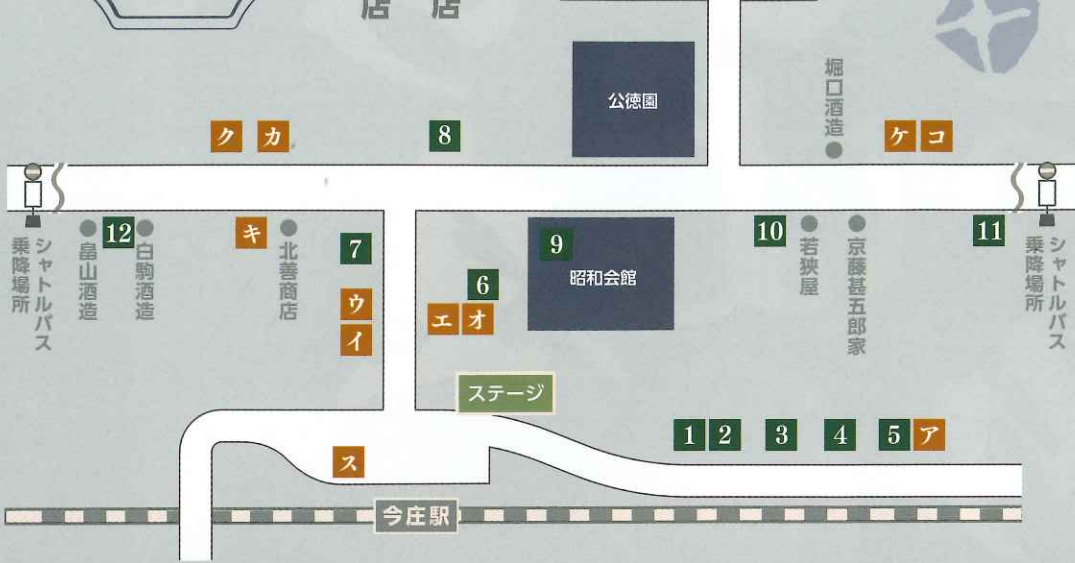 店 店
公徳園
堀口酒造
ク カ
8
ケ コ
シャトルバス
乗降場所
畠山酒造
12
白駒酒造
キ
北善商店
7
ウ
イ
6
エ オ
9
昭和会館
10
若狭屋
京藤甚五郎家
11
シャトルバス
乗降場所
ステージ
1 2 3 4 5 ア
ス
今庄駅